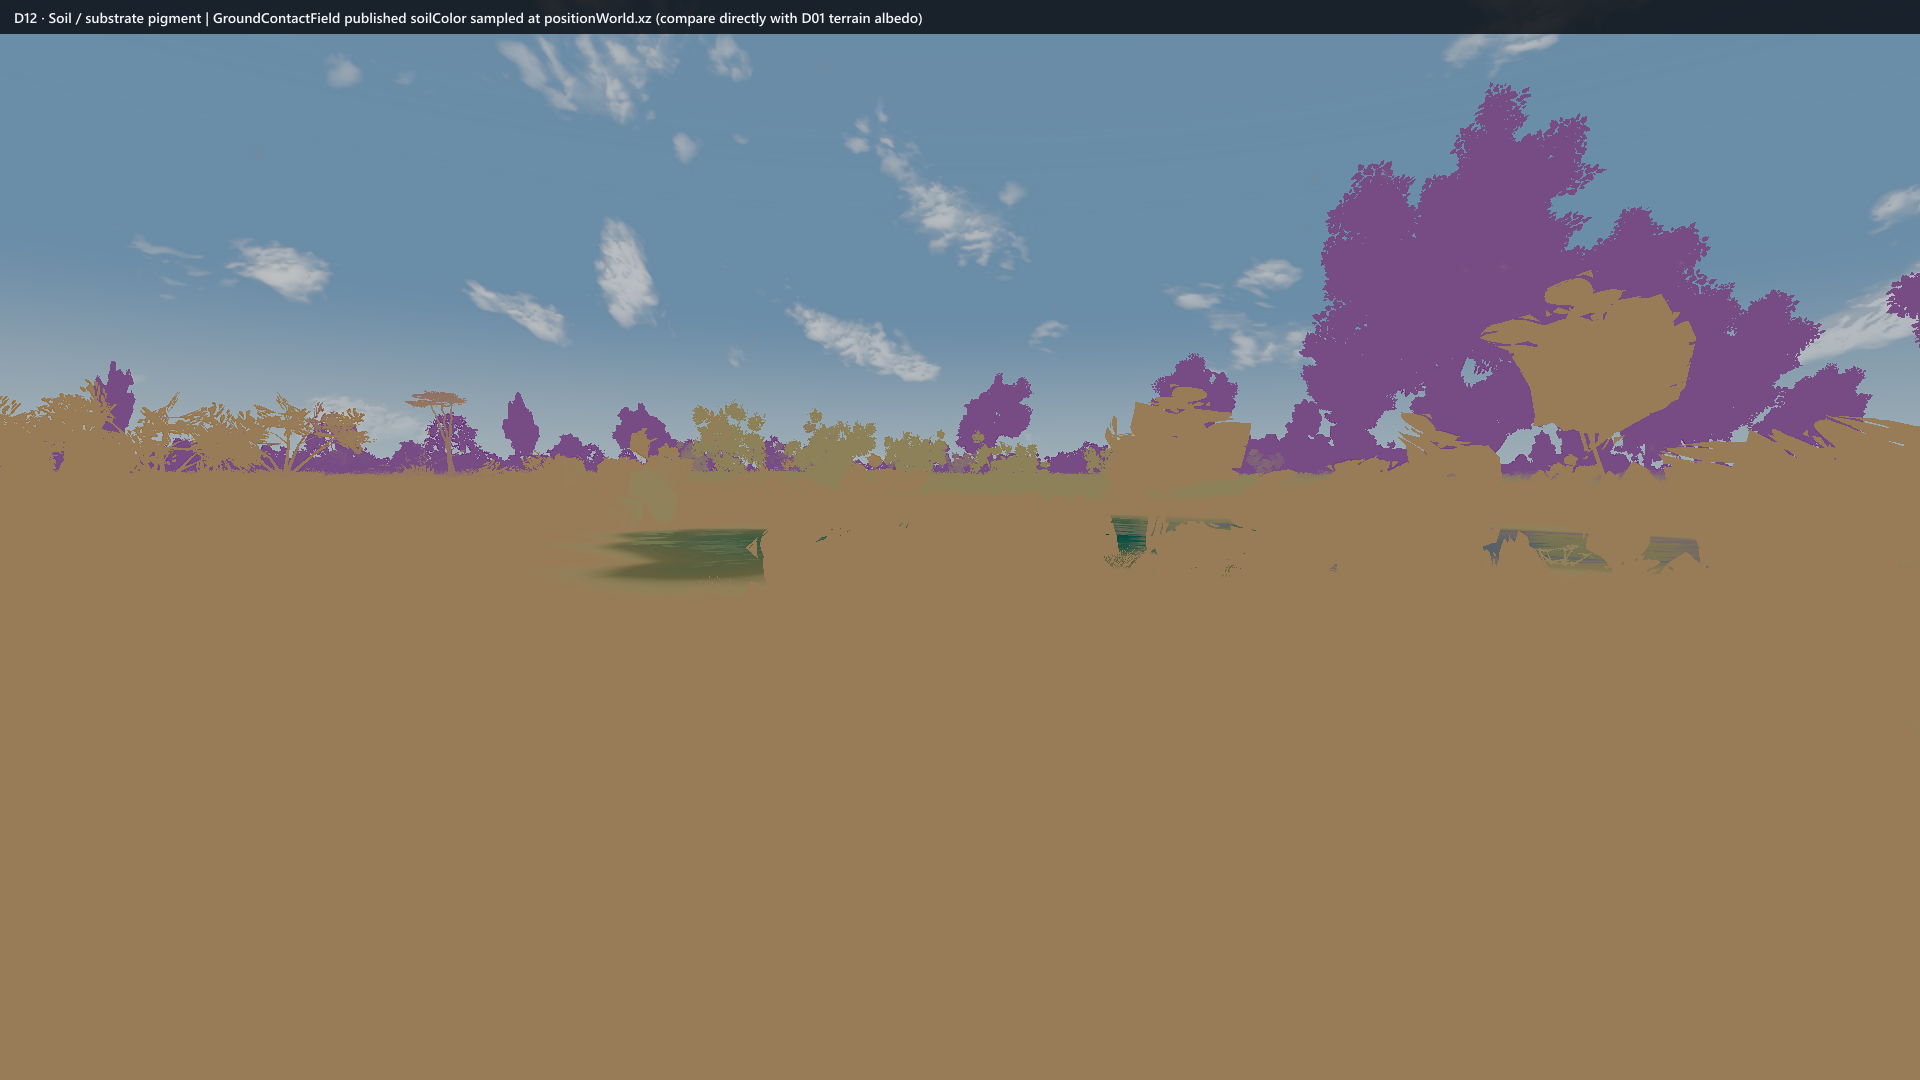 D12 · Soil / substrate pigment | GroundContactField published soilColor sampled at positionWorld.xz (compare directly with D01 terrain albedo)